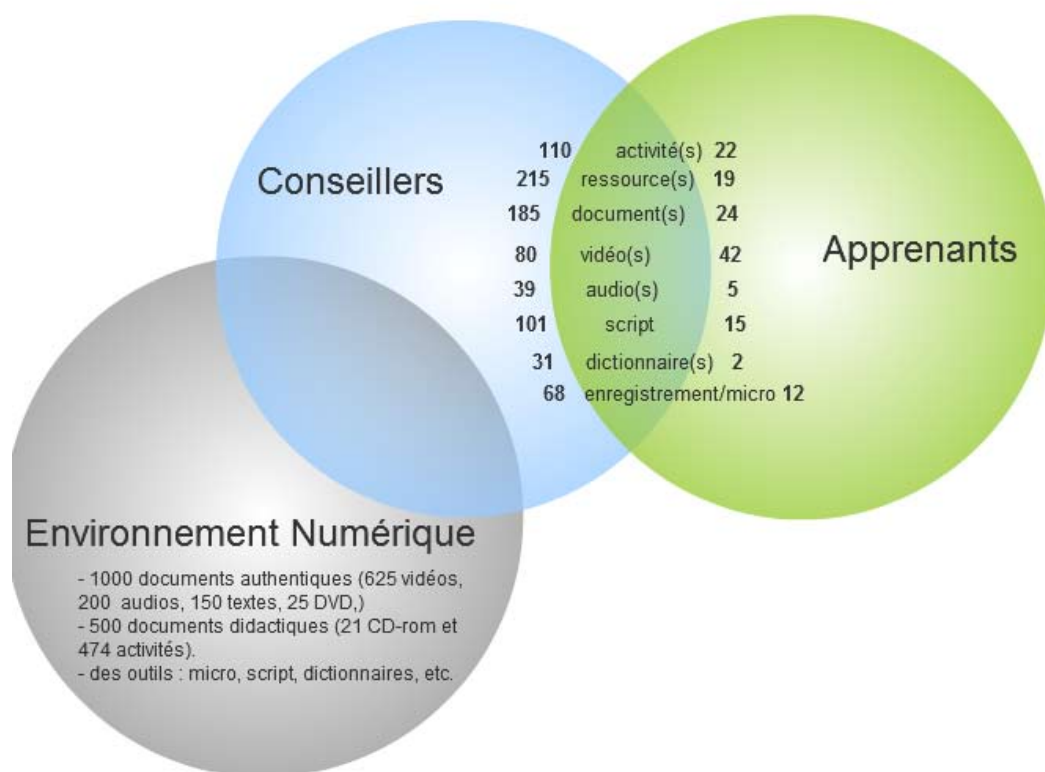 110 activité(s) 22
Conseillers
215 ressource(s) 19
185 document(s) 24
80 vidéo(s) 42
Apprenants
39 audio(s) 5
101 script 15
31 dictionnaire(s) 2
68 enregistrement/micro 12
Environnement Numérique
- 1000 documents authentiques (625 vidéos,
200 audios, 150 textes, 25 DVD,)
- 500 documents didactiques (21 CD-rom et
474 activités).
- des outils : micro, script, dictionnaires, etc.